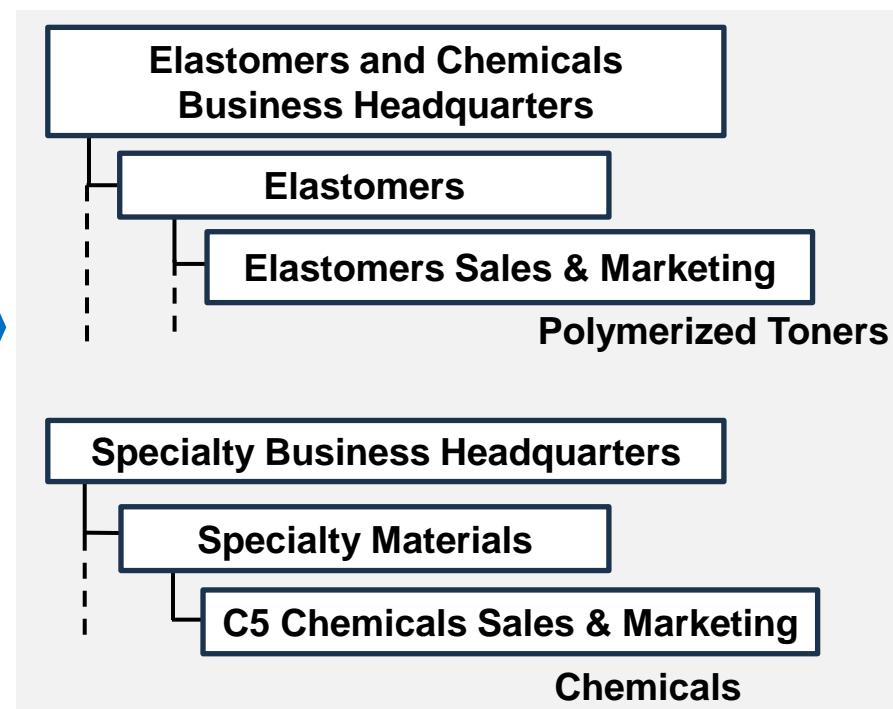 Elastomers and Chemicals
Business Headquarters
Elastomers
Elastomers Sales & Marketing
Polymerized Toners
Specialty Business Headquarters
Specialty Materials
C5 Chemicals Sales & Marketing
Chemicals